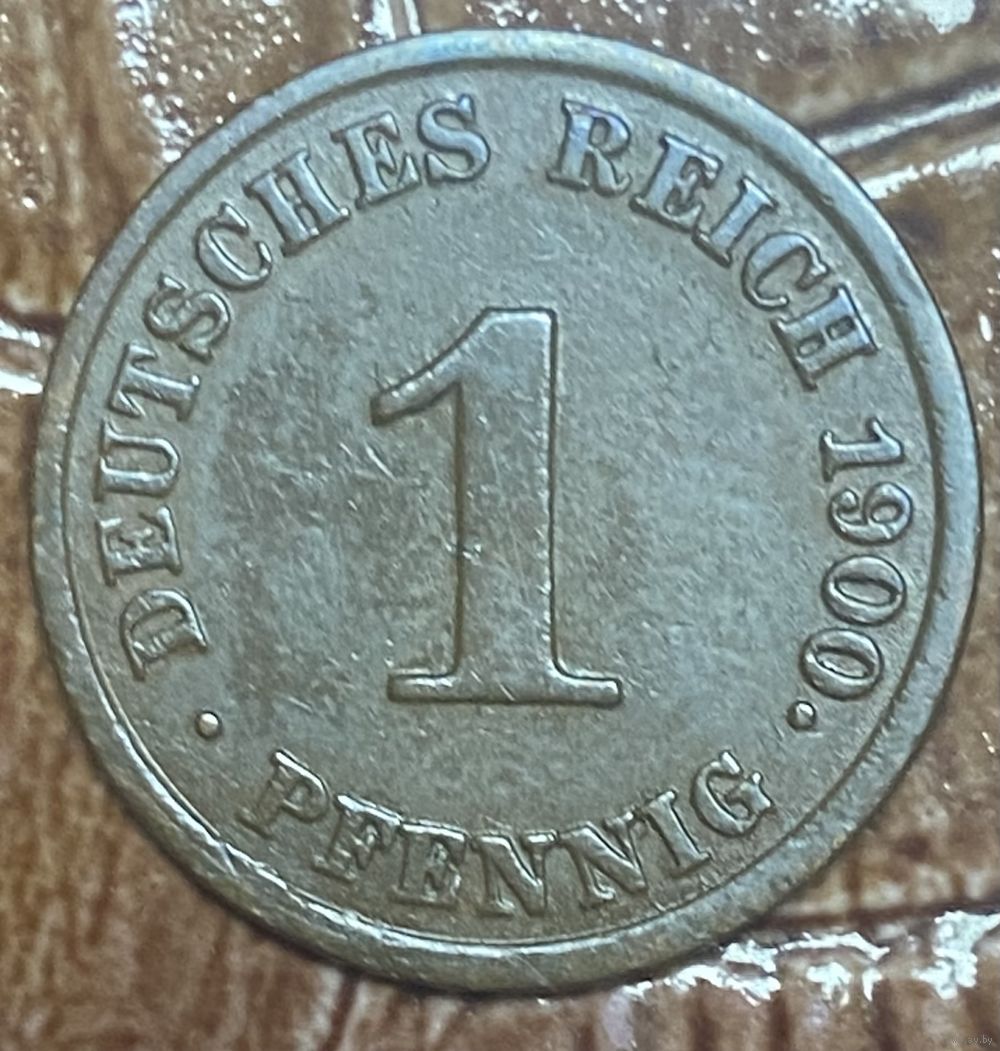 DEUTSCHES REICH 1900.
1
· PFENNIG